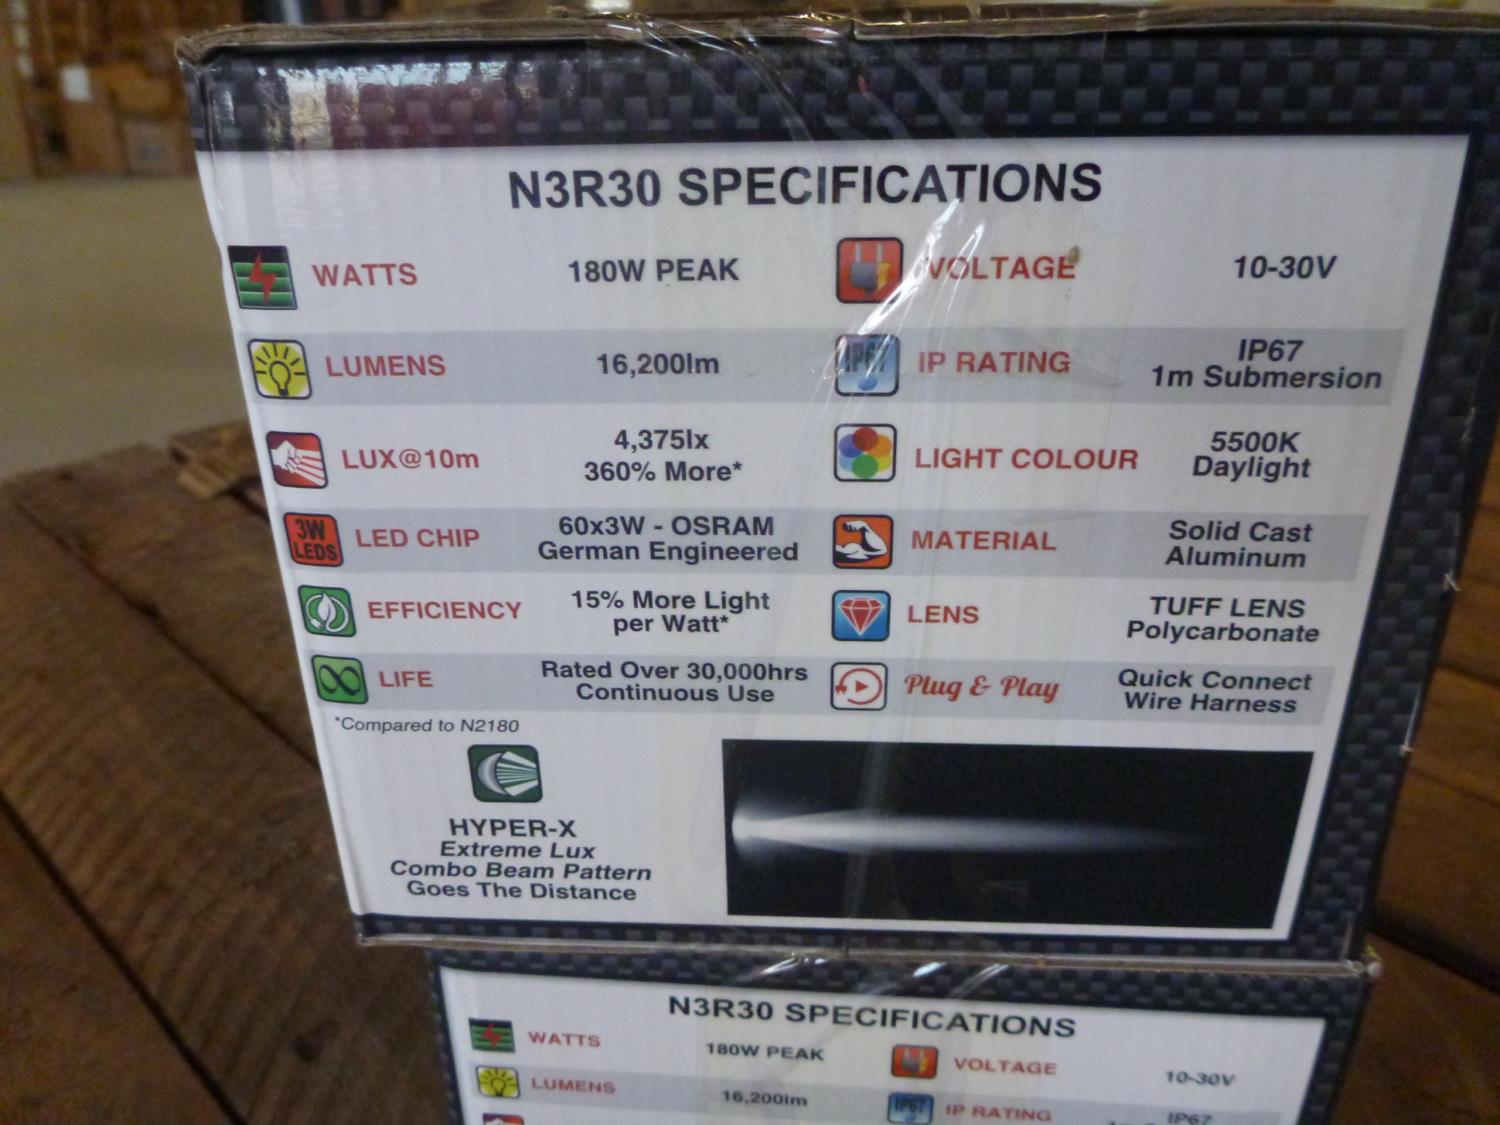 N3R30 SPECIFICATIONS
WATTS 180W PEAK
LUMENS 16,200lm
LUX@10m 4,375lx
360% More*
3W
LEDS
LED CHIP 60x3W - OSRAM
German Engineered
EFFICIENCY 15% More Light
per Watt*
LIFE Rated Over 30,000hrs
Continuous Use
*Compared to N2180
VOLTAGE 10-30V
IP67
IP RATING IP67
1m Submersion
LIGHT COLOUR 5500K
Daylight
MATERIAL Solid Cast
Aluminum
LENS TUFF LENS
Polycarbonate
Plug & Play Quick Connect
Wire Harness
HYPER-X
Extreme Lux
Combo Beam Pattern
Goes The Distance
N3R30 SPECIFICATIONS
WATTS 180W PEAK
LUMENS 16,200lm
VOLTAGE 10-30V
IP67
IP RATING IP67